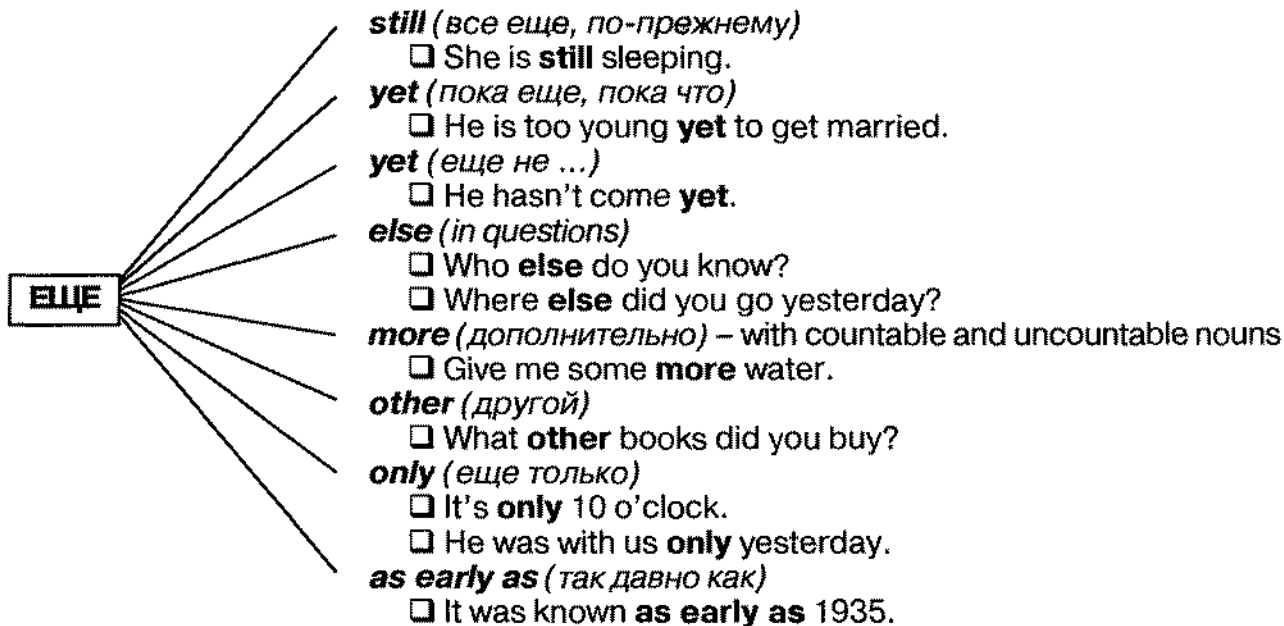 still (все еще, по-прежнему)
❑ She is still sleeping.
yet (пока еще, пока что)
❑ He is too young yet to get married.
yet (еще не ...)
❑ He hasn't come yet.
else (in questions)
❑ Who else do you know?
❑ Where else did you go yesterday?
ЕЩЕ
more (дополнительно) – with countable and uncountable nouns
❑ Give me some more water.
other (другой)
❑ What other books did you buy?
only (еще только)
❑ It's only 10 o'clock.
❑ He was with us only yesterday.
as early as (так давно как)
❑ It was known as early as 1935.